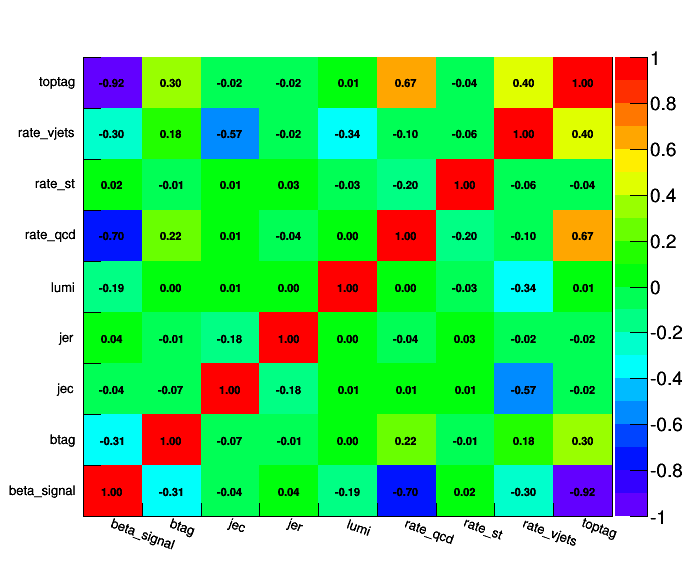 toptag -0.92 0.30 -0.02 -0.02 0.01 0.67 -0.04 0.40 1.00
rate_vjets -0.30 0.18 -0.57 -0.02 -0.34 -0.10 -0.06 1.00 0.40
rate_st 0.02 -0.01 0.01 0.03 -0.03 -0.20 1.00 -0.06 -0.04
rate_qcd -0.70 0.22 0.01 -0.04 0.00 1.00 -0.20 -0.10 0.67
lumi -0.19 0.00 0.01 0.00 1.00 0.00 -0.03 -0.34 0.01
jer 0.04 -0.01 -0.18 1.00 0.00 -0.04 0.03 -0.02 -0.02
jec -0.04 -0.07 1.00 -0.18 0.01 0.01 0.01 -0.57 -0.02
btag -0.31 1.00 -0.07 -0.01 0.00 0.22 -0.01 0.18 0.30
beta_signal 1.00 -0.31 -0.04 0.04 -0.19 -0.70 0.02 -0.30 -0.92
beta_signal btag jec jer lumi rate_qcd rate_st rate_vjets toptag
1
0.8
0.6
0.4
0.2
0
-0.2
-0.4
-0.6
-0.8
-1